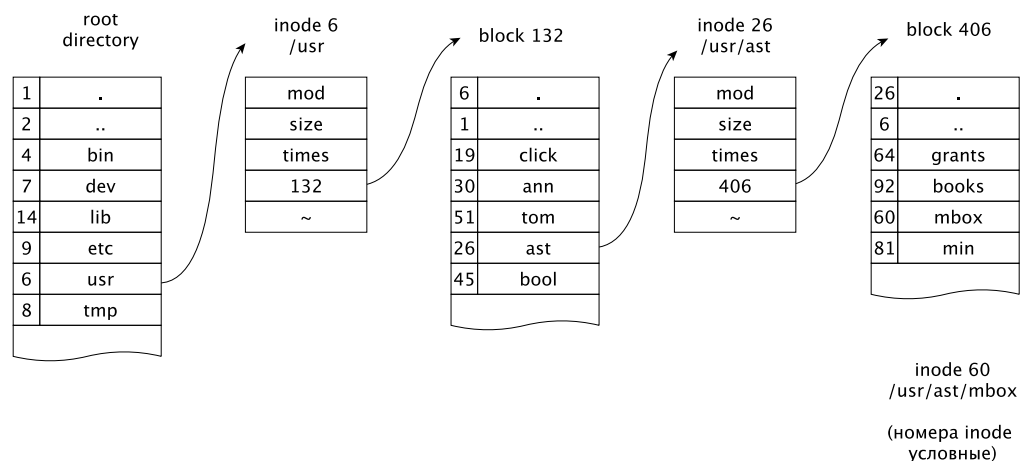 root
directory
1 .
2 ..
4 bin
7 dev
14 lib
9 etc
6 usr
8 tmp
inode 6
/usr
mod
size
times
132
~
block 132
6 .
1 ..
19 click
30 ann
51 tom
26 ast
45 bool
inode 26
/usr/ast
mod
size
times
406
~
block 406
26 .
6 ..
64 grants
92 books
60 mbox
81 min
inode 60
/usr/ast/mbox
(номера inode
условные)